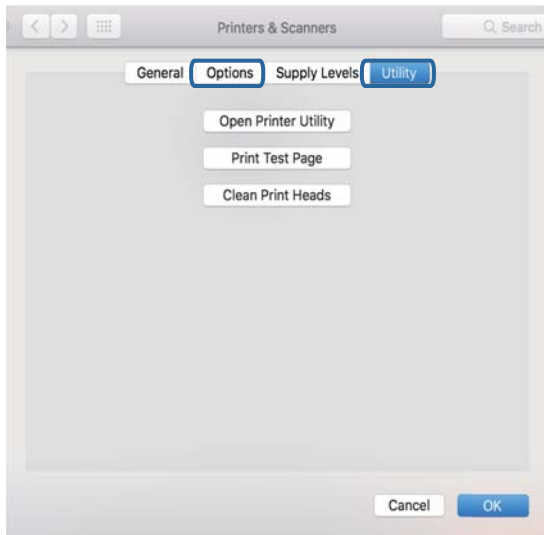 Printers & Scanners Search
General Options Supply Levels Utility
Open Printer Utility
Print Test Page
Clean Print Heads
Cancel OK